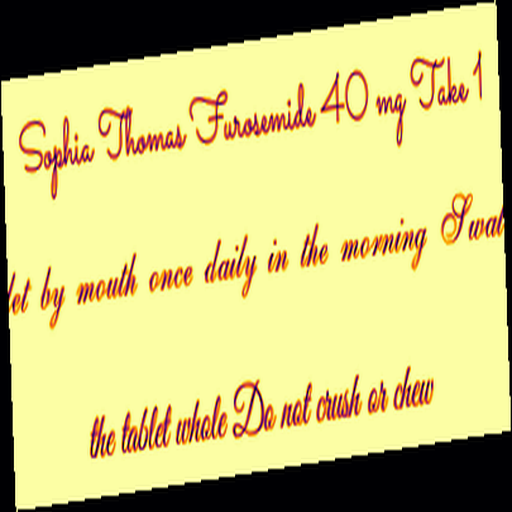 Sophia Thomas Furosemide 40 mg Take 1
by mouth once daily in the morning
the tablet whole Do not crush or chew